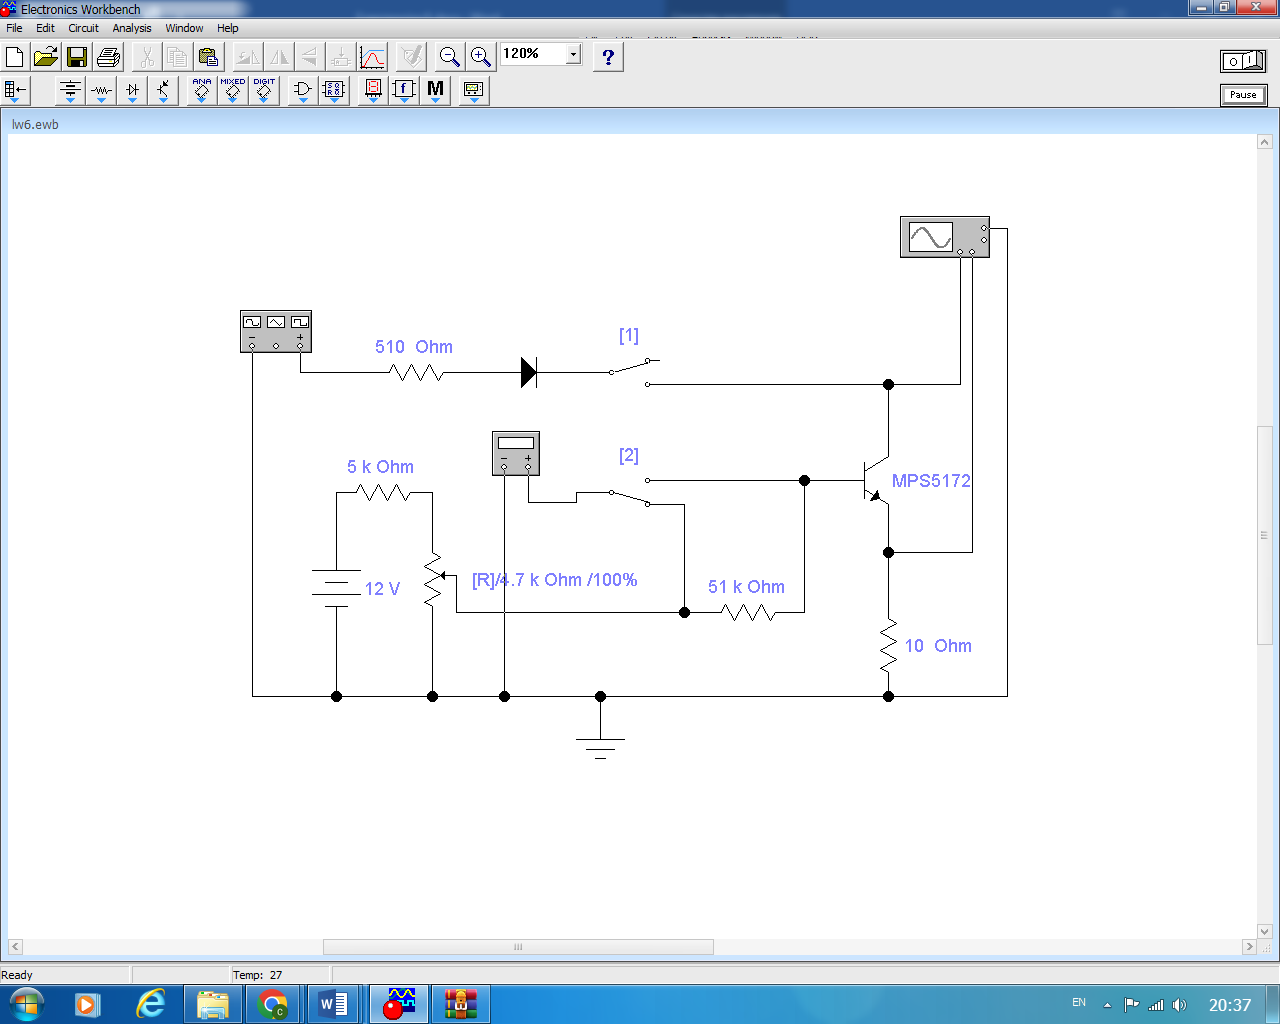 Electronics Workbench
File Edit Circuit Analysis Window Help
120%
?
O I
ANA MIXED DIGIT
f M
Pause
lw6.ewb
[1]
510 Ohm
− +
[2]
5 k Ohm
− +
MPS5172
12 V
[R]/4.7 k Ohm /100%
51 k Ohm
10 Ohm
Ready
Temp: 27
EN
20:37